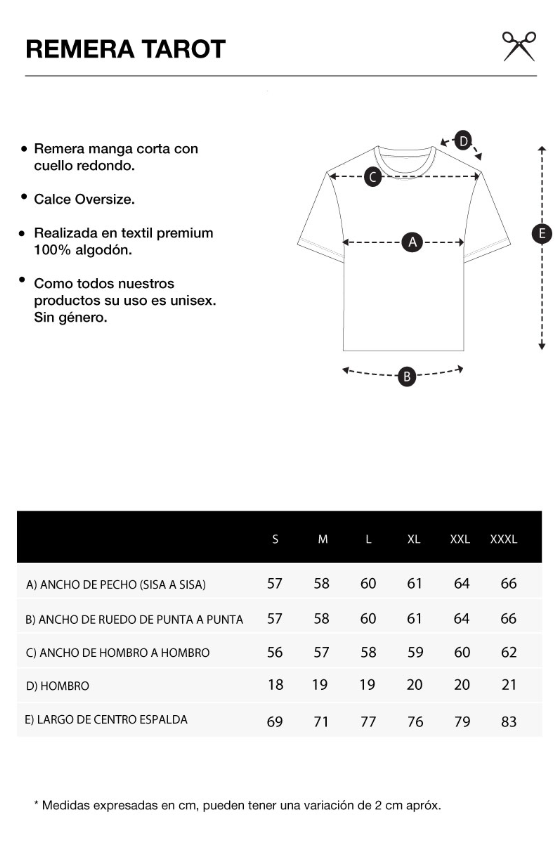 REMERA TAROT
• Remera manga corta con
cuello redondo.
• Calce Oversize.
• Realizada en textil premium
100% algodón.
• Como todos nuestros
productos su uso es unisex.
Sin género.
D
C
A
E
B
S M L XL XXL XXXL
A) ANCHO DE PECHO (SISA A SISA) 57 58 60 61 64 66
B) ANCHO DE RUEDO DE PUNTA A PUNTA 57 58 60 61 64 66
C) ANCHO DE HOMBRO A HOMBRO 56 57 58 59 60 62
D) HOMBRO 18 19 19 20 20 21
E) LARGO DE CENTRO ESPALDA 69 71 77 76 79 83
* Medidas expresadas en cm, pueden tener una variación de 2 cm apróx.